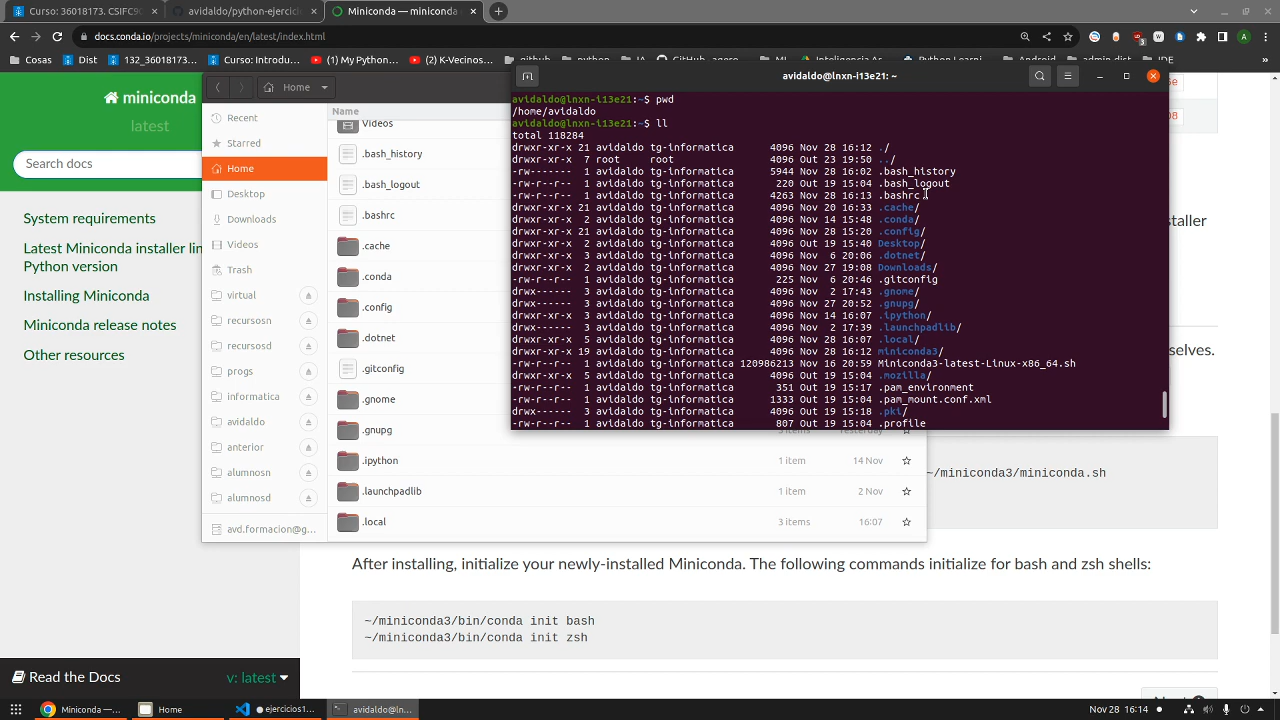 Curso: 36018173. CSIFC90
avidaldo/python-ejercicio
Miniconda — miniconda
docs.conda.io/projects/miniconda/en/latest/index.html
Cosas
Dist
132_36018173-
Curso: Introdu
(1) My Python
(2) K-Vecinos
ML
Python Learni
Android
admun
IDE
miniconda
latest
Search docs
System requirements
Latest Miniconda installer lin
Python version
Installing Miniconda
Miniconda release notes
Other resources
Read the Docs
v: latest
Home
Recent
Starred
Home
Desktop
Downloads
Videos
Trash
virtual
recursosn
recursosd
progs
informatica
avidaldo
anterior
alumnosn
alumnosd
avd.formacion@g...
Name
Videos
.bash_history
.bash_logout
.bashrc
.cache
.conda
.config
.dotnet
.gitconfig
.gnome
.gnupg
.ipython 1 item 14 Nov
.launchpadlib 1 item 2 Nov
.local 3 items 16:07
avidaldo@lnxn-i13e21: ~
avidaldo@lnxn-i13e21:~$ pwd
/home/avidaldo
avidaldo@lnxn-i13e21:~$ ll
total 118284
drwxr-xr-x 21 avidaldo tg-informatica 4096 Nov 28 16:12 ./
drwxr-xr-x 7 root root 4096 Oct 23 19:50 ../
-rw------- 1 avidaldo tg-informatica 5944 Nov 28 16:02 .bash_history
-rw-r--r-- 1 avidaldo tg-informatica 220 Oct 19 15:04 .bash_logout
-rw-r--r-- 1 avidaldo tg-informatica 4263 Nov 28 16:13 .bashrc
drwxr-xr-x 21 avidaldo tg-informatica 4096 Nov 20 16:33 .cache/
drwxr-xr-x 2 avidaldo tg-informatica 4096 Nov 14 15:48 .conda/
drwxr-xr-x 21 avidaldo tg-informatica 4096 Nov 28 15:20 .config/
drwxr-xr-x 2 avidaldo tg-informatica 4096 Oct 19 15:40 Desktop/
drwxr-xr-x 3 avidaldo tg-informatica 4096 Nov 6 20:06 .dotnet/
drwxr-xr-x 2 avidaldo tg-informatica 4096 Nov 27 19:08 Downloads/
-rw-r--r-- 1 avidaldo tg-informatica 225 Nov 6 20:46 .gitconfig
drwx------ 3 avidaldo tg-informatica 4096 Nov 2 17:43 .gnome/
drwx------ 3 avidaldo tg-informatica 4096 Nov 27 20:52 .gnupg/
drwxr-xr-x 3 avidaldo tg-informatica 4096 Nov 14 16:07 .ipython/
drwx------ 3 avidaldo tg-informatica 4096 Nov 2 17:39 .launchpadlib/
drwxr-xr-x 5 avidaldo tg-informatica 4096 Nov 28 16:07 .local/
drwxr-xr-x 19 avidaldo tg-informatica 4096 Nov 28 16:12 miniconda3/
-rw-r--r-- 1 avidaldo tg-informatica 120986213 Nov 16 20:59 Miniconda3-latest-Linux-x86_64.sh
drwxr-xr-x 4 avidaldo tg-informatica 4096 Oct 19 15:04 .mozilla/
-rw-r--r-- 1 avidaldo tg-informatica 351 Oct 19 15:17 .pam_environment
-rw-r--r-- 1 avidaldo tg-informatica 1333 Oct 19 15:04 .pam_mount.conf.xml
drwx------ 3 avidaldo tg-informatica 4096 Oct 19 15:18 .pki/
-rw-r--r-- 1 avidaldo tg-informatica 807 Oct 19 15:04 .profile
staller
selves.
~/miniconda3/miniconda.sh
After installing, initialize your newly-installed Miniconda. The following commands initialize for bash and zsh shells:
~/miniconda3/bin/conda init bash
~/miniconda3/bin/conda init zsh
Miniconda —...
Home
ejercicios1...
avidaldo@ln...
Nov 28 16:14